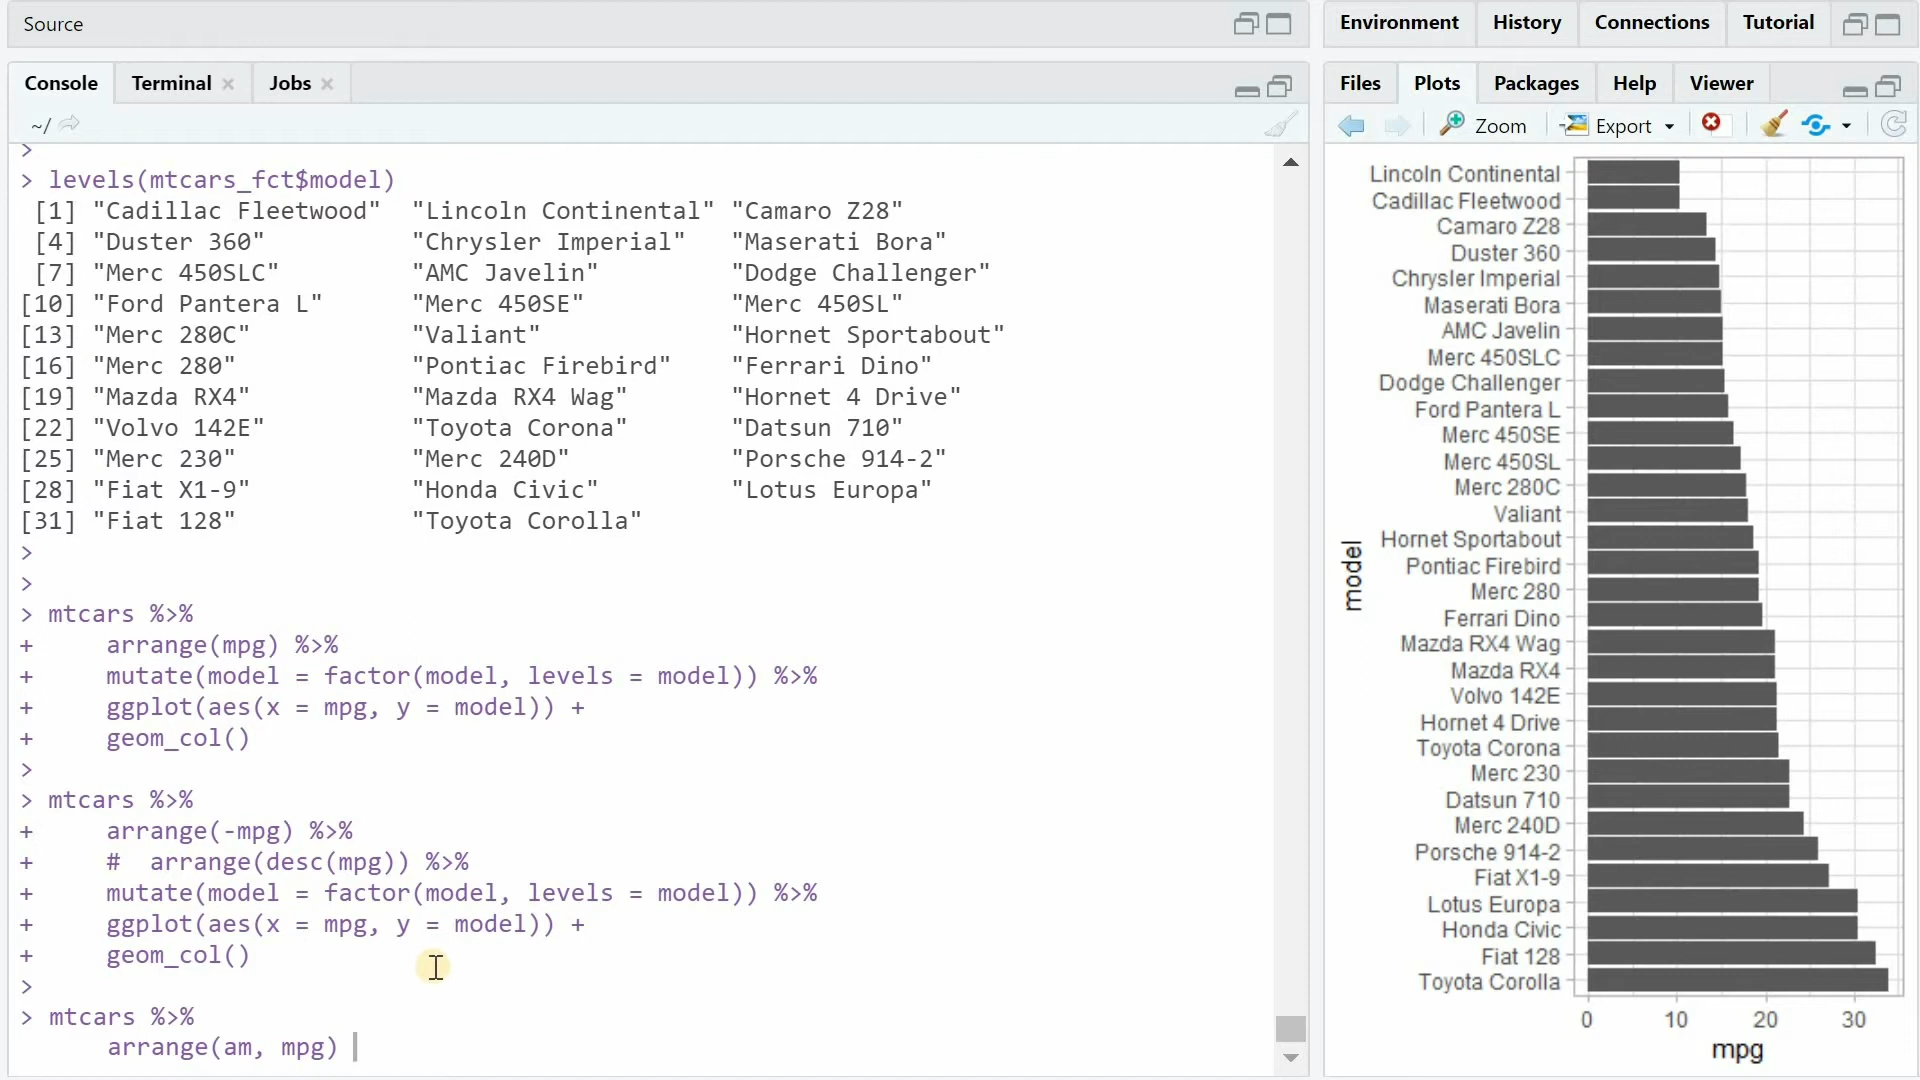 Source
Environment History Connections Tutorial
Console Terminal Jobs
Files Plots Packages Help Viewer
~/
Zoom Export
>
> levels(mtcars_fct$model)
[1] "Cadillac Fleetwood" "Lincoln Continental" "Camaro Z28"
[4] "Duster 360" "Chrysler Imperial" "Maserati Bora"
[7] "Merc 450SLC" "AMC Javelin" "Dodge Challenger"
[10] "Ford Pantera L" "Merc 450SE" "Merc 450SL"
[13] "Merc 280C" "Valiant" "Hornet Sportabout"
[16] "Merc 280" "Pontiac Firebird" "Ferrari Dino"
[19] "Mazda RX4" "Mazda RX4 Wag" "Hornet 4 Drive"
[22] "Volvo 142E" "Toyota Corona" "Datsun 710"
[25] "Merc 230" "Merc 240D" "Porsche 914-2"
[28] "Fiat X1-9" "Honda Civic" "Lotus Europa"
[31] "Fiat 128" "Toyota Corolla"
>
>
> mtcars %>%
+ arrange(mpg) %>%
+ mutate(model = factor(model, levels = model)) %>%
+ ggplot(aes(x = mpg, y = model)) +
+ geom_col()
>
> mtcars %>%
+ arrange(-mpg) %>%
+ # arrange(desc(mpg)) %>%
+ mutate(model = factor(model, levels = model)) %>%
+ ggplot(aes(x = mpg, y = model)) +
+ geom_col()
>
> mtcars %>%
arrange(am, mpg)
model
Lincoln Continental
Cadillac Fleetwood
Camaro Z28
Duster 360
Chrysler Imperial
Maserati Bora
AMC Javelin
Merc 450SLC
Dodge Challenger
Ford Pantera L
Merc 450SE
Merc 450SL
Merc 280C
Valiant
Hornet Sportabout
Pontiac Firebird
Merc 280
Ferrari Dino
Mazda RX4 Wag
Mazda RX4
Volvo 142E
Hornet 4 Drive
Toyota Corona
Merc 230
Datsun 710
Merc 240D
Porsche 914-2
Fiat X1-9
Lotus Europa
Honda Civic
Fiat 128
Toyota Corolla
0 10 20 30
mpg